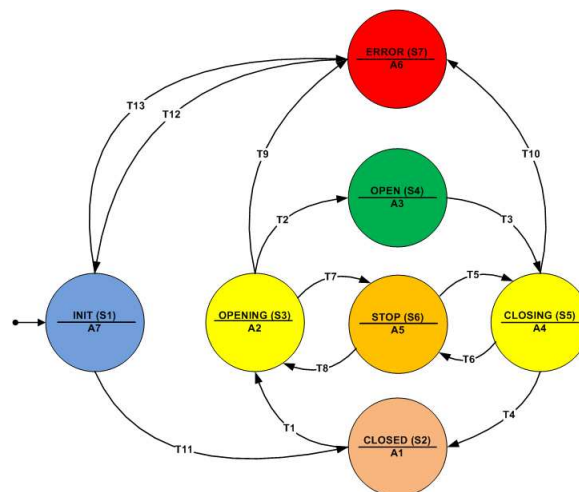 ERROR (S7)
A6
T13
T12
T9
T10
OPEN (S4)
A3
T2
T3
T7
T5
INIT (S1)
A7
OPENING (S3)
A2
STOP (S6)
A5
CLOSING (S5)
A4
T8
T6
T1
T4
T11
CLOSED (S2)
A1